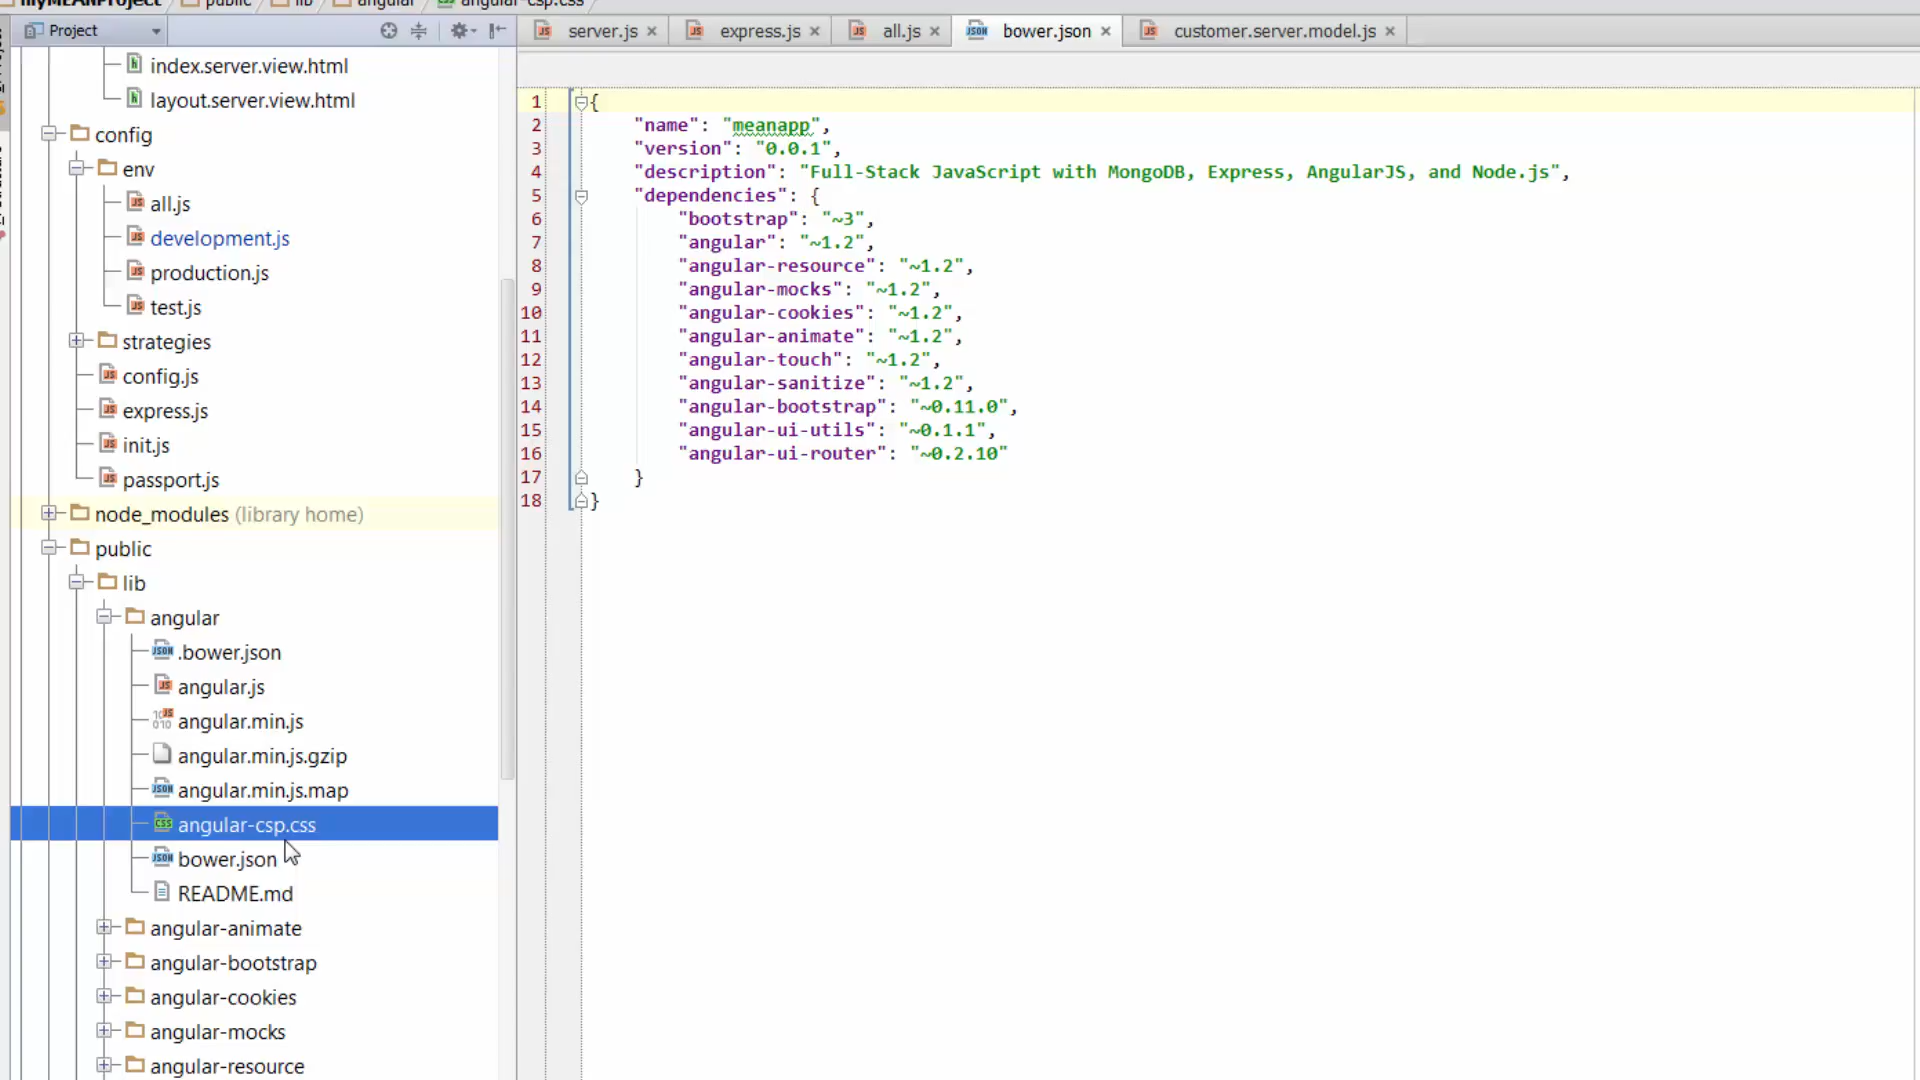 myMEANProject public lib angular angular-csp.css
Project
server.js express.js all.js bower.json customer.server.model.js
index.server.view.html
layout.server.view.html
config
env
all.js
development.js
production.js
test.js
strategies
config.js
express.js
init.js
passport.js
node_modules (library home)
public
lib
angular
.bower.json
angular.js
angular.min.js
angular.min.js.gzip
angular.min.js.map
angular-csp.css
bower.json
README.md
angular-animate
angular-bootstrap
angular-cookies
angular-mocks
angular-resource
1 {
2 "name": "meanapp",
3 "version": "0.0.1",
4 "description": "Full-Stack JavaScript with MongoDB, Express, AngularJS, and Node.js",
5 "dependencies": {
6 "bootstrap": "~3",
7 "angular": "~1.2",
8 "angular-resource": "~1.2",
9 "angular-mocks": "~1.2",
10 "angular-cookies": "~1.2",
11 "angular-animate": "~1.2",
12 "angular-touch": "~1.2",
13 "angular-sanitize": "~1.2",
14 "angular-bootstrap": "~0.11.0",
15 "angular-ui-utils": "~0.1.1",
16 "angular-ui-router": "~0.2.10"
17 }
18 }